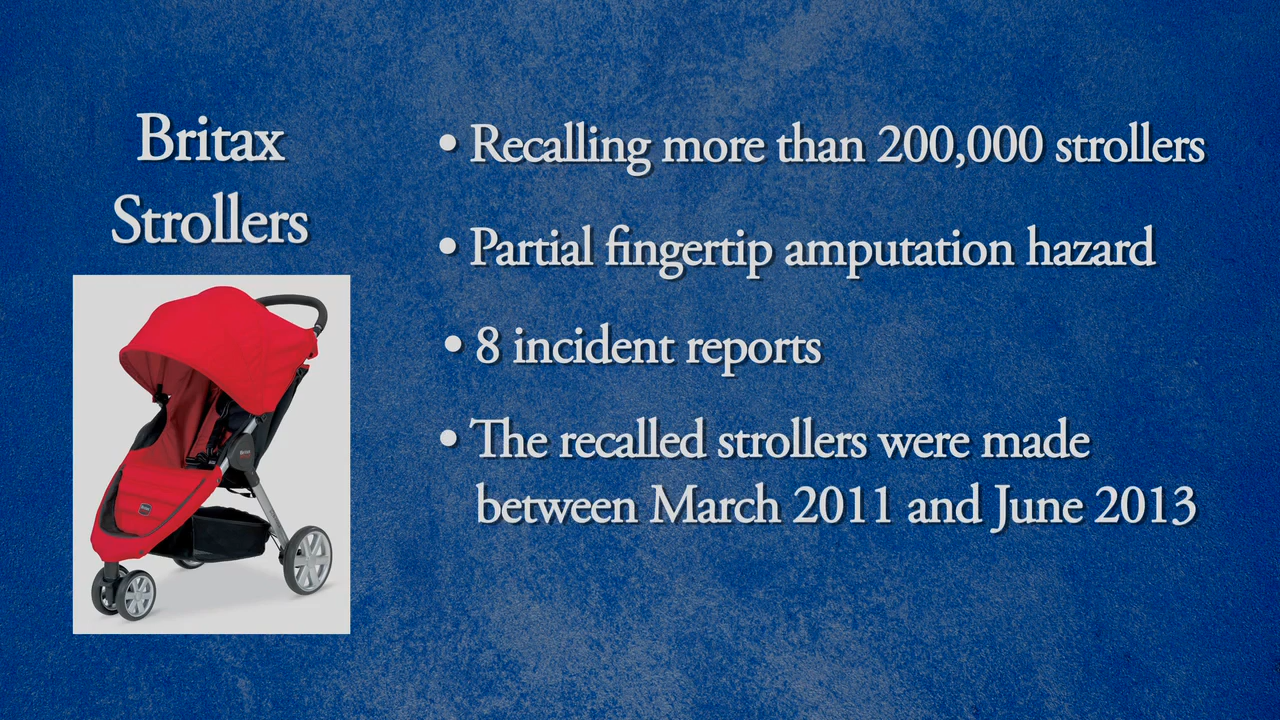 Britax
Strollers
• Recalling more than 200,000 strollers
• Partial fingertip amputation hazard
• 8 incident reports
• The recalled strollers were made
between March 2011 and June 2013